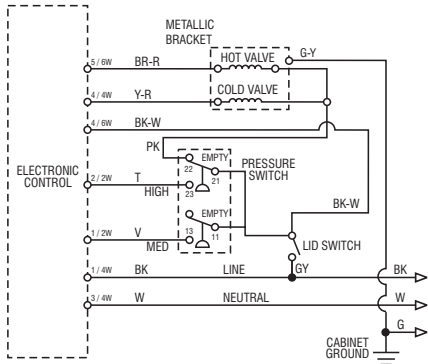 METALLIC
BRACKET
G-Y
5 / 6W BR-R HOT VALVE
4 / 4W Y-R COLD VALVE
4 / 6W BK-W
PK
EMPTY
22 21
PRESSURE
SWITCH
ELECTRONIC
CONTROL
2 / 2W T
HIGH 23
BK-W
EMPTY
1 / 2W V 13 11
MED
LID SWITCH
1 / 4W BK LINE GY BK
3 / 4W W NEUTRAL W
G
CABINET
GROUND